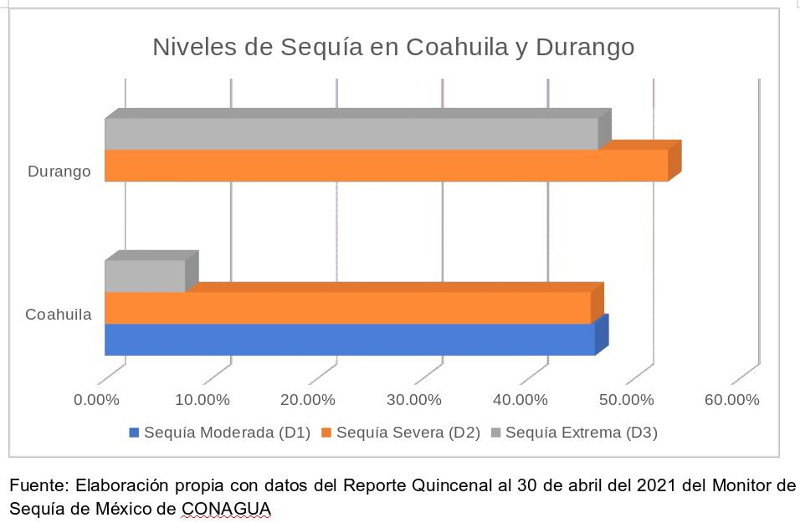 Niveles de Sequía en Coahuila y Durango
Durango
Coahuila
0.00% 10.00% 20.00% 30.00% 40.00% 50.00% 60.00%
Sequía Moderada (D1) Sequía Severa (D2) Sequía Extrema (D3)
Fuente: Elaboración propia con datos del Reporte Quincenal al 30 de abril del 2021 del Monitor de
Sequía de México de CONAGUA